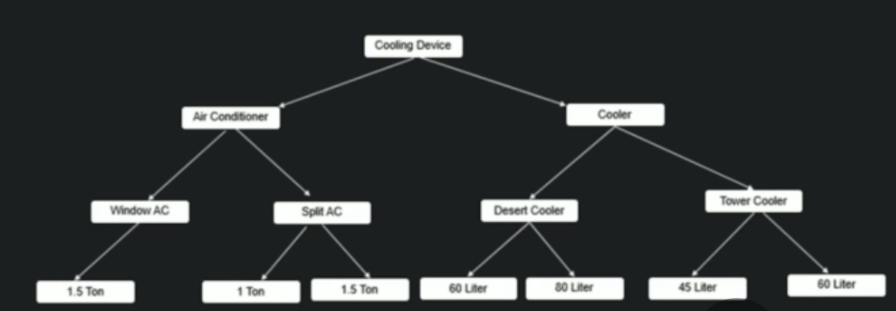 Cooling Device
Air Conditioner
Cooler
Window AC
Split AC
Desert Cooler
Tower Cooler
1.5 Ton
1 Ton
1.5 Ton
60 Liter
80 Liter
45 Liter
60 Liter